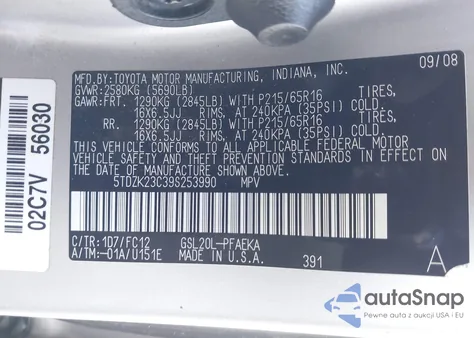 02C7V 56030
MFD.BY:TOYOTA MOTOR MANUFACTURING, INDIANA, INC. 09/08
GVWR: 2580KG (5690LB)
GAWR:FRT. 1290KG (2845LB) WITH P215/65R16 TIRES,
16X6.5JJ RIMS, AT 240KPA (35PSI) COLD.
RR. 1290KG (2845LB) WITH P215/65R16 TIRES,
16X6.5JJ RIMS, AT 240KPA (35PSI) COLD.
THIS VEHICLE CONFORMS TO ALL APPLICABLE FEDERAL MOTOR
VEHICLE SAFETY AND THEFT PREVENTION STANDARDS IN EFFECT
ON THE DATE OF MANUFACTURE SHOWN ABOVE.
5TDZK23C39S253990 MPV
C/TR:1D7/FC12 GSL20L-PFAEKA
A/TM:-01A/U151E MADE IN U.S.A. 391 A
autoSnap
Pewne auta z aukcji w USA i